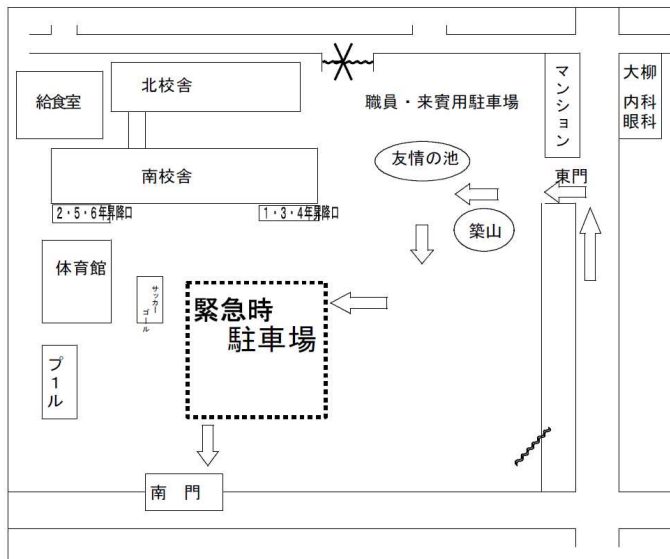 給食室
北校舎
職員・来賓用駐車場
マンション
大柳
内科
眼科
友情の池
南校舎
東門
2・5・6年昇降口
1・3・4年昇降口
築山
体育館
サッカー
ゴール
緊急時
駐車場
プール
南 門